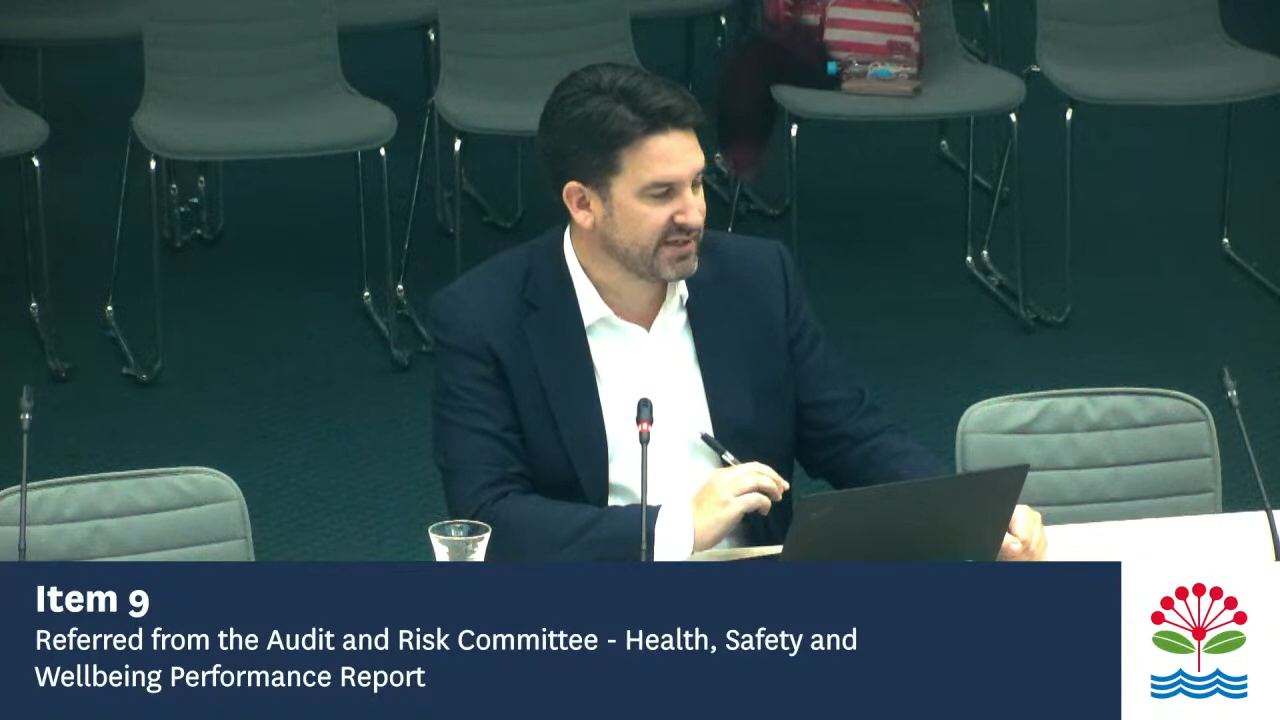 Item 9
Referred from the Audit and Risk Committee - Health, Safety and
Wellbeing Performance Report